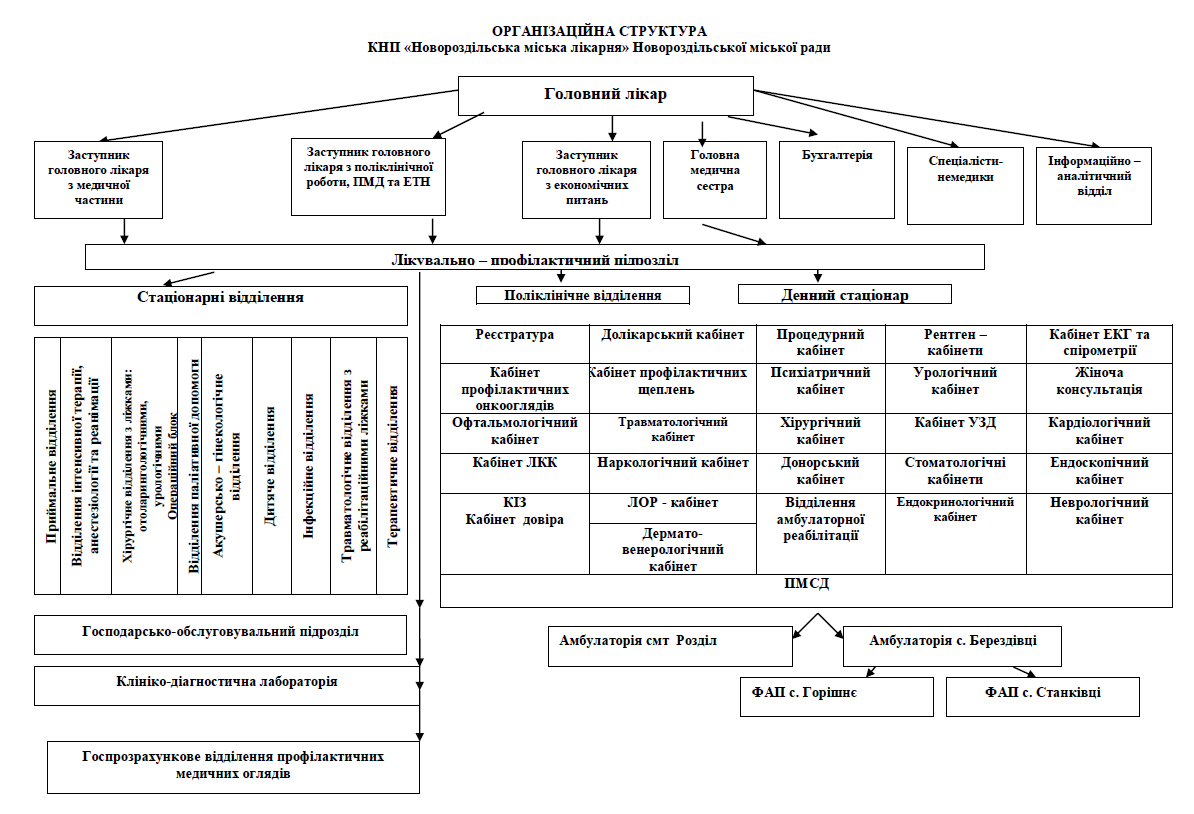 ОРГАНІЗАЦІЙНА СТРУКТУРА
КНП «Новороздільська міська лікарня» Новороздільської міської ради
Головний лікар
Заступник
головного лікаря
з медичної
частини
Заступник головного
лікаря з поліклінічної
роботи, ПМД та ЕТН
Заступник
головного лікаря
з економічних
питань
Головна
медична
сестра
Бухгалтерія
Спеціалісти-
немедики
Інформаційно –
аналітичний
відділ
Лікувально – профілактичний підрозділ
Стаціонарні відділення
Поліклінічне відділення
Денний стаціонар
Приймальне відділення
Відділення інтенсивної терапії,
анестезіології та реанімації
Хірургічне відділення з ліжками:
отоларингологічними,
урологічними
Операційний блок
Відділення паліативної допомоги
Акушерсько – гінекологічне
відділення
Дитяче відділення
Інфекційне відділення
Травматологічне відділення з
реабілітаційними ліжками
Терапевтичне відділення
Реєстратура
Долікарський кабінет
Процедурний
кабінет
Рентген –
кабінети
Кабінет ЕКГ та
спірометрії
Кабінет
профілактичних
онкооглядів
Кабінет профілактичних
щеплень
Психіатричний
кабінет
Урологічний
кабінет
Жіноча
консультація
Офтальмологічний
кабінет
Травматологічний
кабінет
Хірургічний
кабінет
Кабінет УЗД
Кардіологічний
кабінет
Кабінет ЛКК
Наркологічний кабінет
Донорський
кабінет
Стоматологічні
кабінети
Ендоскопічний
кабінет
КІЗ
Кабінет довіра
ЛОР - кабінет
Дермато-
венерологічний
кабінет
Відділення
амбулаторної
реабілітації
Ендокринологічний
кабінет
Неврологічний
кабінет
ПМСД
Господарсько-обслуговувальний підрозділ
Клініко-діагностична лабораторія
Госпрозрахункове відділення профілактичних
медичних оглядів
Амбулаторія смт Розділ
Амбулаторія с. Берездівці
ФАП с. Горішнє
ФАП с. Станківці